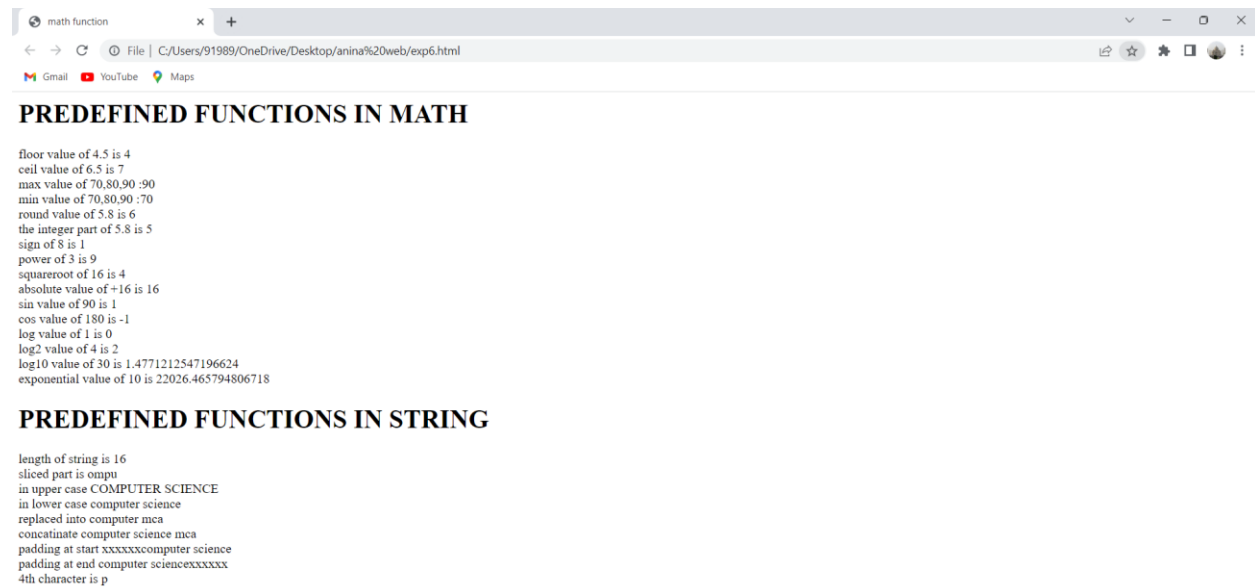 math function
File | C:/Users/91989/OneDrive/Desktop/anina%20web/exp6.html
Gmail YouTube Maps
PREDEFINED FUNCTIONS IN MATH
floor value of 4.5 is 4
ceil value of 6.5 is 7
max value of 70,80,90 :90
min value of 70,80,90 :70
round value of 5.8 is 6
the integer part of 5.8 is 5
sign of 8 is 1
power of 3 is 9
squareroot of 16 is 4
absolute value of +16 is 16
sin value of 90 is 1
cos value of 180 is -1
log value of 1 is 0
log2 value of 4 is 2
log10 value of 30 is 1.4771212547196624
exponential value of 10 is 22026.465794806718
PREDEFINED FUNCTIONS IN STRING
length of string is 16
sliced part is ompu
in upper case COMPUTER SCIENCE
in lower case computer science
replaced into computer mca
concatinate computer science mca
padding at start xxxxxxcomputer science
padding at end computer sciencexxxxxx
4th character is p